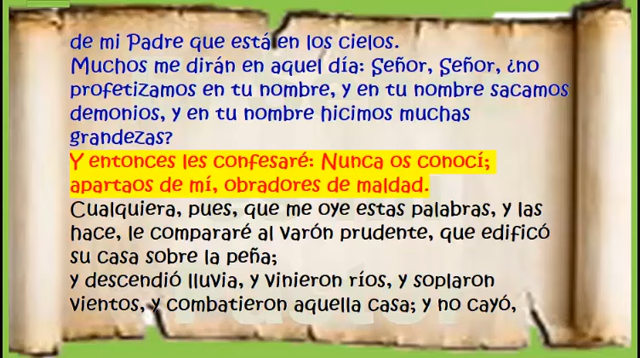 de mi Padre que está en los cielos.
Muchos me dirán en aquel día: Señor, Señor, ¿no
profetizamos en tu nombre, y en tu nombre sacamos
demonios, y en tu nombre hicimos muchas
grandezas?
Y entonces les confesaré: Nunca os conocí;
apartaos de mí, obradores de maldad.
Cualquiera, pues, que me oye estas palabras, y las
hace, le compararé al varón prudente, que edificó
su casa sobre la peña;
y descendió lluvia, y vinieron ríos, y soplaron
vientos, y combatieron aquella casa; y no cayó,